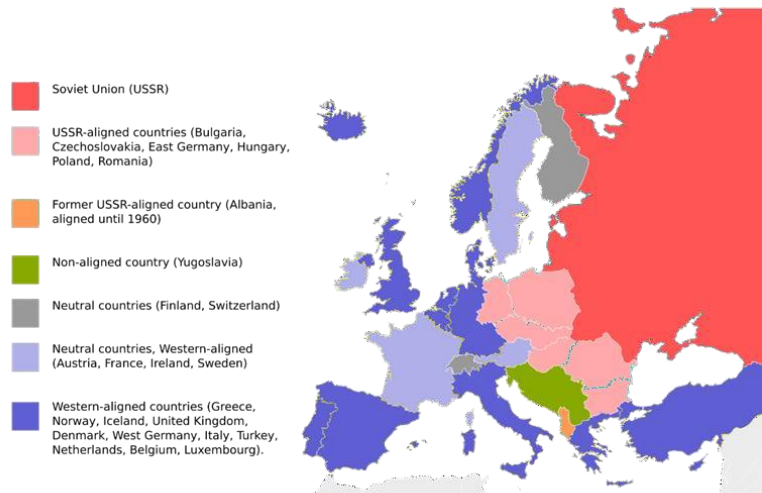 Soviet Union (USSR)
USSR-aligned countries (Bulgaria,
Czechoslovakia, East Germany, Hungary,
Poland, Romania)
Former USSR-aligned country (Albania,
aligned until 1960)
Non-aligned country (Yugoslavia)
Neutral countries (Finland, Switzerland)
Neutral countries, Western-aligned
(Austria, France, Ireland, Sweden)
Western-aligned countries (Greece,
Norway, Iceland, United Kingdom,
Denmark, West Germany, Italy, Turkey,
Netherlands, Belgium, Luxembourg).